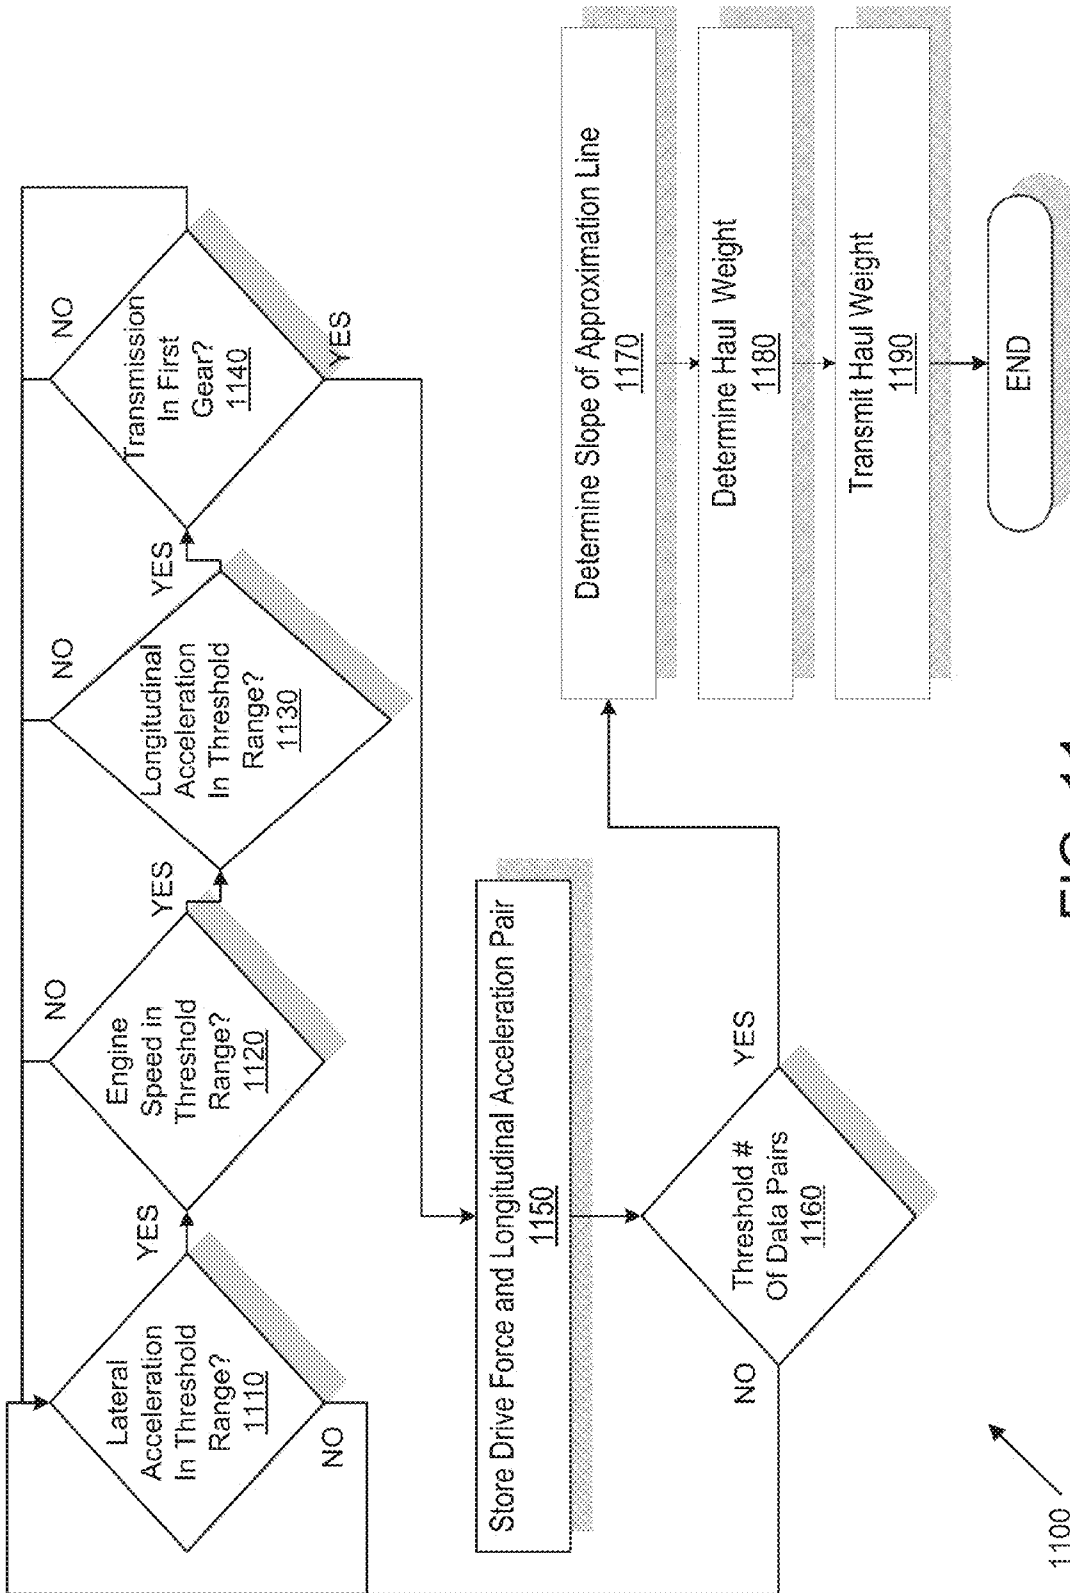 Lateral
Acceleration
In Threshold
Range?
1110
YES
NO
Engine
Speed in
Threshold
Range?
1120
NO
YES
Longitudinal
Acceleration
In Threshold
Range?
1130
NO
YES
Transmission
In First
Gear?
1140
NO
YES
Store Drive Force and Longitudinal Acceleration Pair
1150
Threshold #
Of Data Pairs
1160
NO
YES
Determine Slope of Approximation Line
1170
Determine Haul Weight
1180
Transmit Haul Weight
1190
END
1100